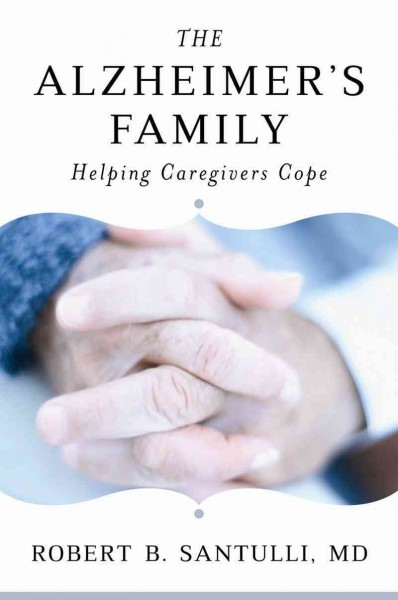 THE
ALZHEIMER'S
FAMILY
Helping Caregivers Cope
ROBERT B. SANTULLI, MD